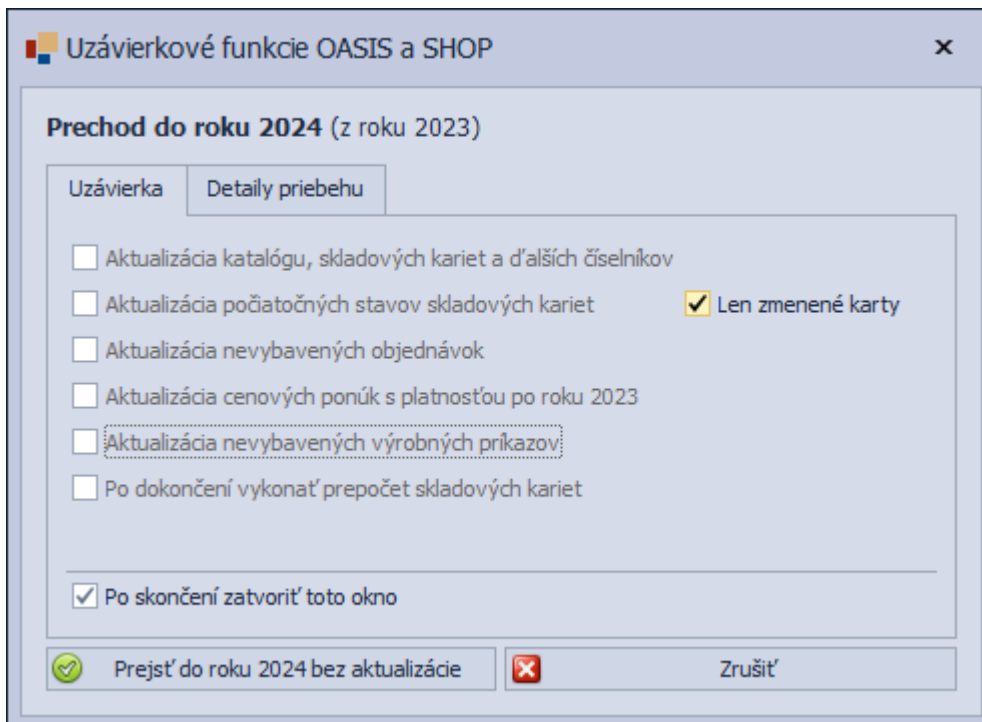 Uzávierkové funkcie OASIS a SHOP
Prechod do roku 2024 (z roku 2023)
Uzávierka Detaily priebehu
Aktualizácia katalógu, skladových kariet a ďalších číselníkov
Aktualizácia počiatočných stavov skladových kariet Len zmenené karty
Aktualizácia nevybavených objednávok
Aktualizácia cenových ponúk s platnosťou po roku 2023
Aktualizácia nevybavených výrobných príkazov
Po dokončení vykonať prepočet skladových kariet
Po skončení zatvoriť toto okno
Prejsť do roku 2024 bez aktualizácie Zrušiť